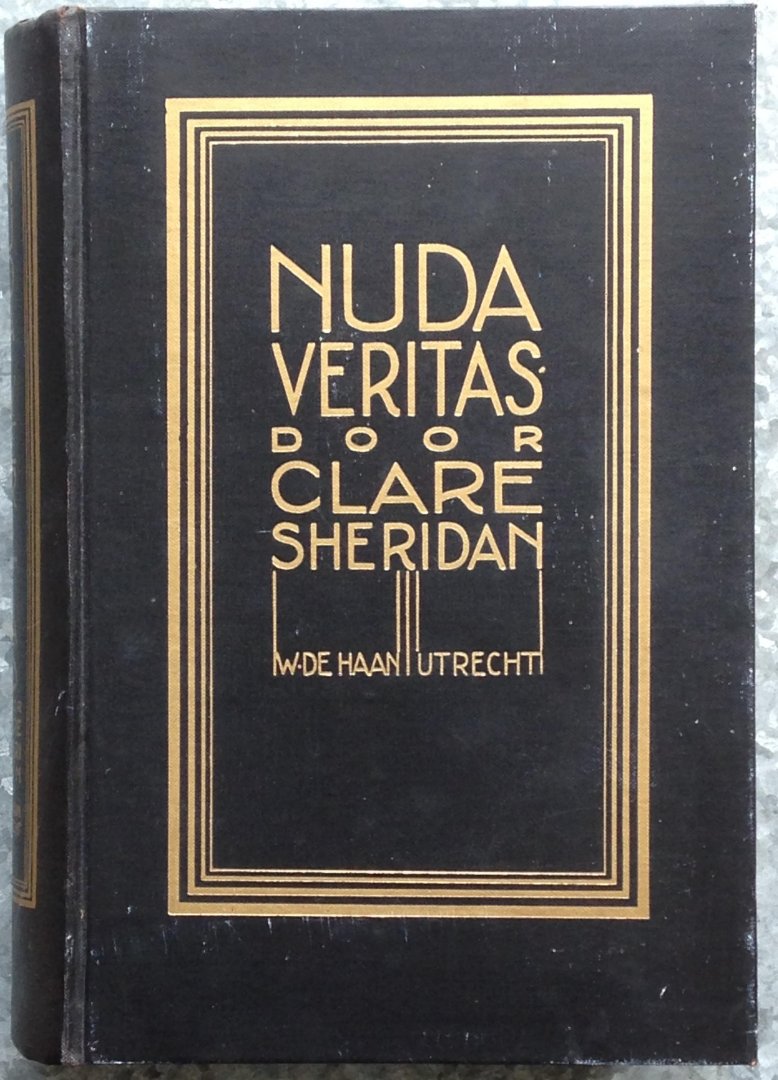 NUDA
VERITAS·
DOOR
CLARE
SHERIDAN
W·DE HAAN UTRECHT